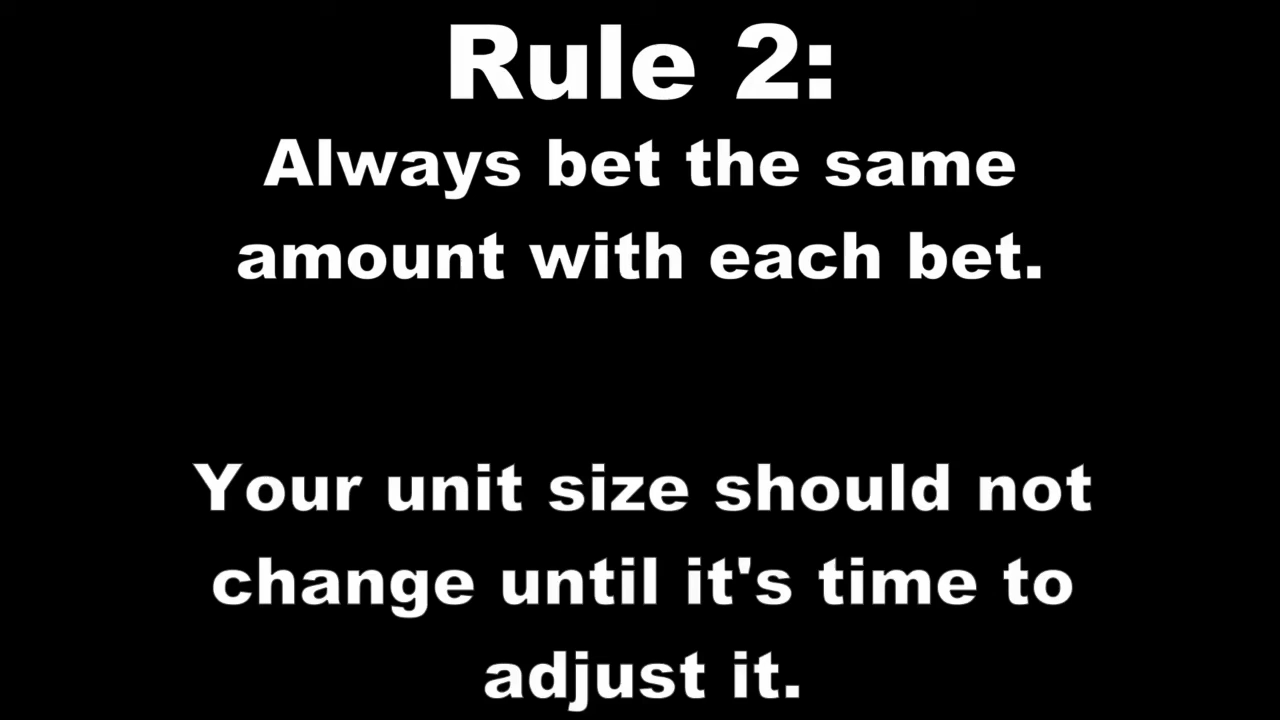 Rule 2:
Always bet the same
amount with each bet.
Your unit size should not
change until it's time to
adjust it.